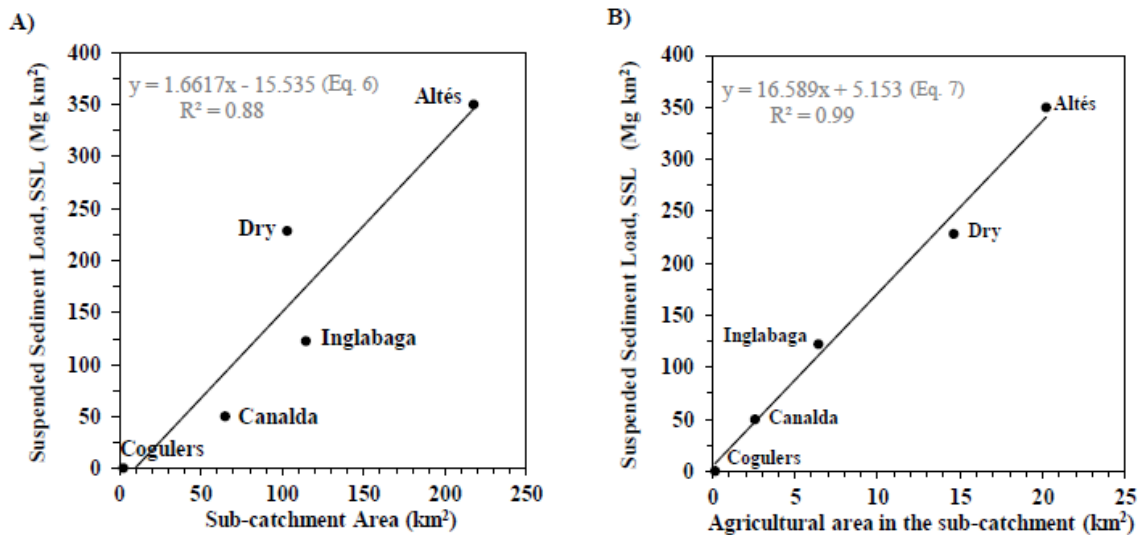 A)
Suspended Sediment Load, SSL (Mg km²)
400
350
300
250
200
150
100
50
0
y = 1.6617x - 15.535 (Eq. 6)
R² = 0.88
Altés
Dry
Inglabaga
Canalda
Cogulers
0 50 100 150 200 250
Sub-catchment Area (km²)
B)
Suspended Sediment Load, SSL (Mg km²)
400
350
300
250
200
150
100
50
0
y = 16.589x + 5.153 (Eq. 7)
R² = 0.99
Altés
Dry
Inglabaga
Canalda
Cogulers
0 5 10 15 20 25
Agricultural area in the sub-catchment (km²)